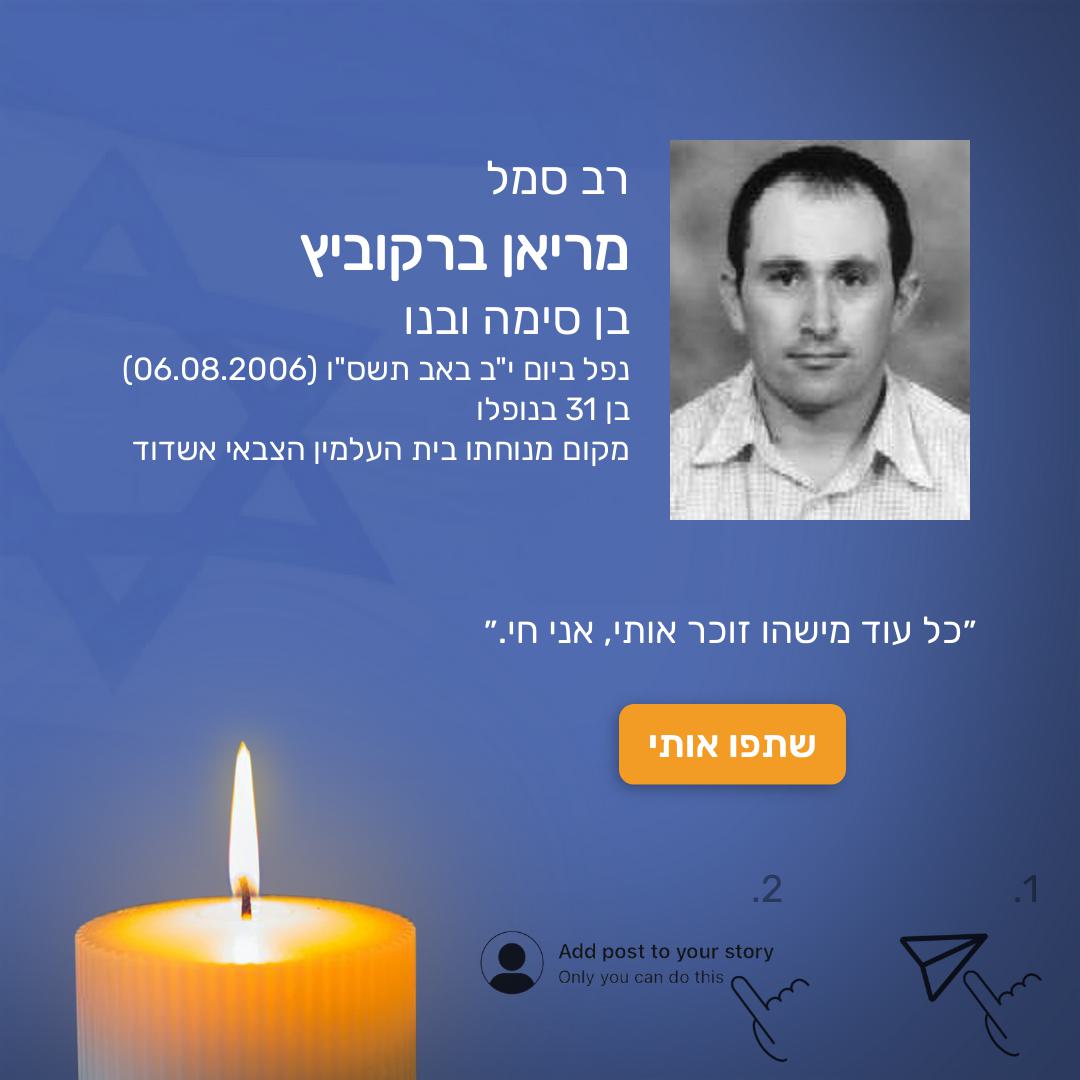 רב סמל
מריאן ברקוביץ
בן סימה ובנו
נפל ביום י"ב באב תשס"ו (06.08.2006)
בן 31 בנופלו
מקום מנוחתו בית העלמין הצבאי אשדוד
״כל עוד מישהו זוכר אותי, אני חי.״
שתפו אותי
.1
.2
Add post to your story
Only you can do this